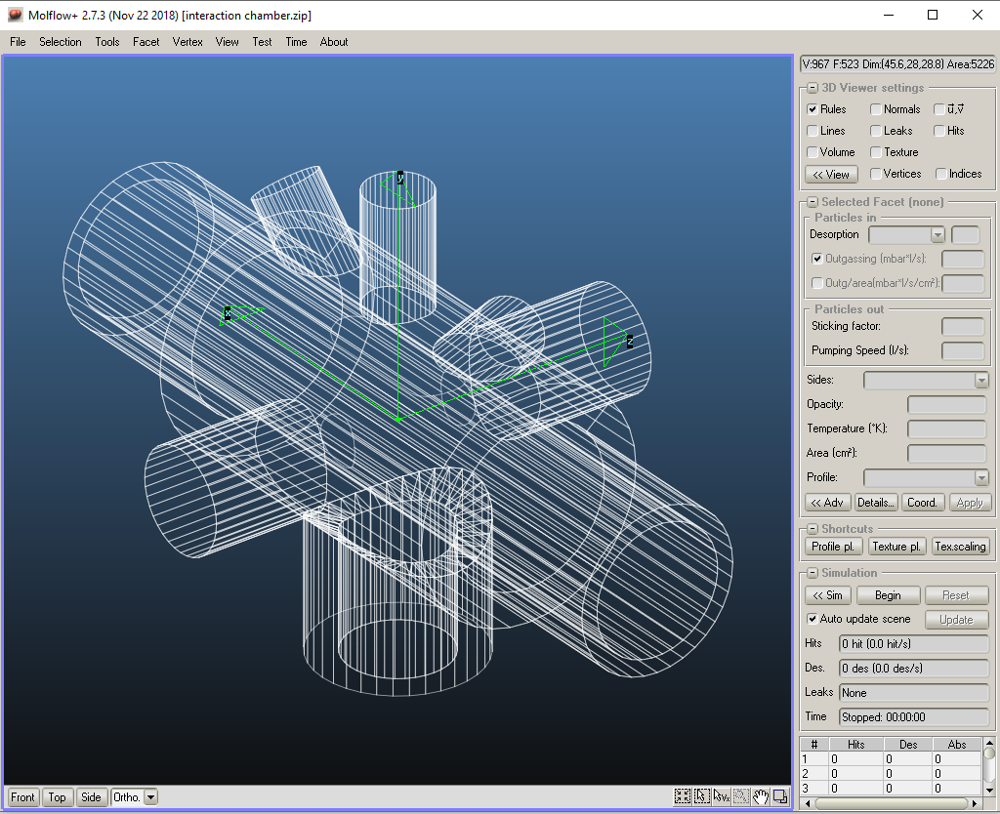 Molflow+ 2.7.3 (Nov 22 2018) [interaction chamber.zip]
File Selection Tools Facet Vertex View Test Time About
V:967 F:523 Dim:(45.6,28,28.8) Area:5226
3D Viewer settings
Rules Normals u,v
Lines Leaks Hits
Volume Texture
<< View Vertices Indices
Selected Facet (none)
Particles in
Desorption
Outgassing (mbar*l/s):
Outg/area(mbar*l/s/cm²):
Particles out
Sticking factor:
Pumping Speed (l/s):
Sides:
Opacity:
Temperature (°K):
Area (cm²):
Profile:
<< Adv Details... Coord. Apply
Shortcuts
Profile pl. Texture pl. Tex.scaling
Simulation
<< Sim Begin Reset
Auto update scene Update
Hits 0 hit (0.0 hit/s)
Des. 0 des (0.0 des/s)
Leaks None
Time Stopped: 00:00:00
# Hits Des Abs
1 0 0 0
2 0 0 0
3 0 0 0
y
x
z
Front Top Side Ortho.